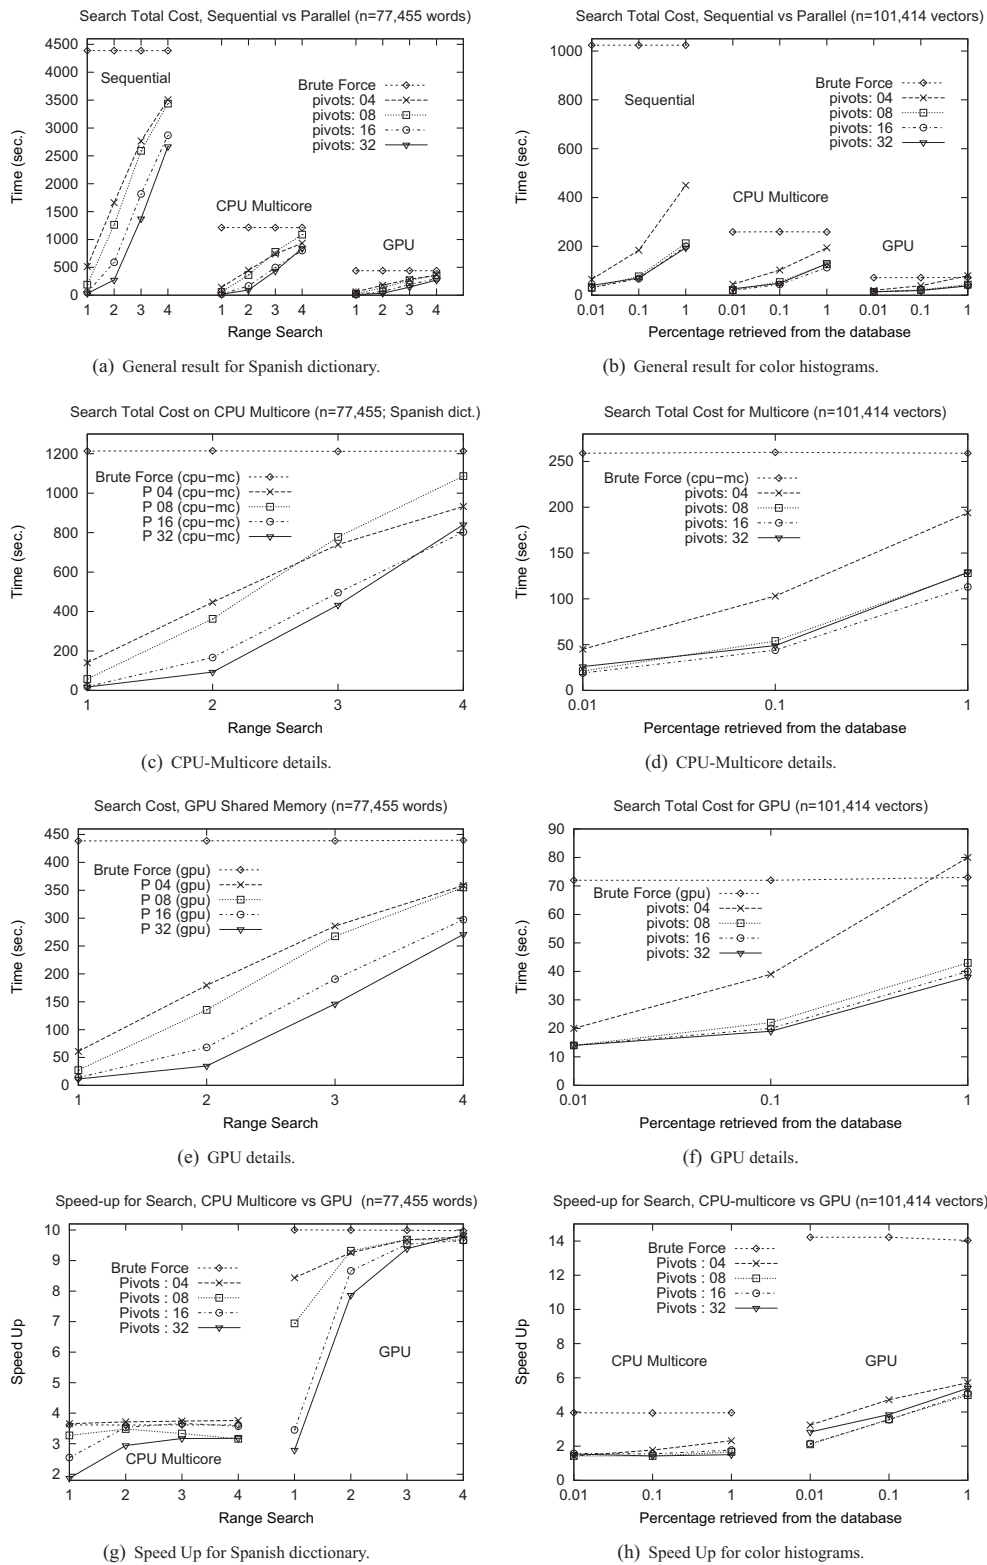 Search Total Cost, Sequential vs Parallel (n=77,455 words)
4500
4000
3500
3000
2500
2000
1500
1000
500
0
Time (sec.)
Sequential
CPU Multicore
GPU
Brute Force
pivots: 04
pivots: 08
pivots: 16
pivots: 32
1 2 3 4 1 2 3 4 1 2 3 4
Range Search
(a) General result for Spanish dictionary.
Search Total Cost, Sequential vs Parallel (n=101,414 vectors)
1000
800
600
400
200
0
Time (sec.)
Sequential
CPU Multicore
GPU
Brute Force
pivots: 04
pivots: 08
pivots: 16
pivots: 32
0.01 0.1 1 0.01 0.1 1 0.01 0.1 1
Percentage retrieved from the database
(b) General result for color histograms.
Search Total Cost on CPU Multicore (n=77,455; Spanish dict.)
1200
1000
800
600
400
200
0
Time (sec.)
Brute Force (cpu−mc)
P 04 (cpu−mc)
P 08 (cpu−mc)
P 16 (cpu−mc)
P 32 (cpu−mc)
1 2 3 4
Range Search
(c) CPU-Multicore details.
Search Total Cost for Multicore (n=101,414 vectors)
250
200
150
100
50
0
Time (sec.)
Brute Force (cpu−mc)
pivots: 04
pivots: 08
pivots: 16
pivots: 32
0.01 0.1 1
Percentage retrieved from the database
(d) CPU-Multicore details.
Search Cost, GPU Shared Memory (n=77,455 words)
450
400
350
300
250
200
150
100
50
0
Time (sec.)
Brute Force (gpu)
P 04 (gpu)
P 08 (gpu)
P 16 (gpu)
P 32 (gpu)
1 2 3 4
Range Search
(e) GPU details.
Search Total Cost for GPU (n=101,414 vectors)
90
80
70
60
50
40
30
20
10
0
Time (sec.)
Brute Force (gpu)
pivots: 04
pivots: 08
pivots: 16
pivots: 32
0.01 0.1 1
Percentage retrieved from the database
(f) GPU details.
Speed-up for Search, CPU Multicore vs GPU (n=77,455 words)
10
9
8
7
6
5
4
3
2
Speed Up
Brute Force
Pivots : 04
Pivots : 08
Pivots : 16
Pivots : 32
GPU
CPU Multicore
1 2 3 4 1 2 3 4
Range Search
(g) Speed Up for Spanish dicctionary.
Speed-up for Search, CPU-multicore vs GPU (n=101,414 vectors)
14
12
10
8
6
4
2
0
Speed Up
Brute Force
Pivots : 04
Pivots : 08
Pivots : 16
Pivots : 32
CPU Multicore
GPU
0.01 0.1 1 0.01 0.1 1
Percentage retrieved from the database
(h) Speed Up for color histograms.